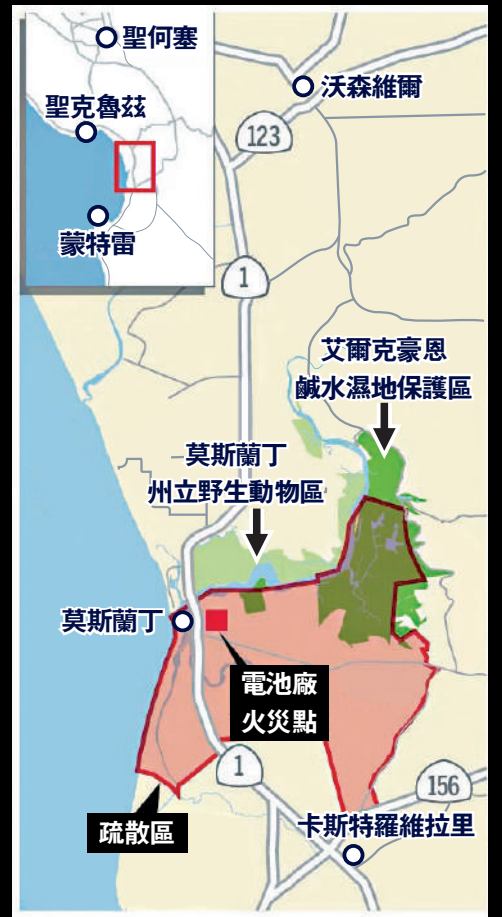 聖何塞
聖克魯茲
蒙特雷
沃森維爾
123
1
艾爾克豪恩
鹹水濕地保護區
莫斯蘭丁
州立野生動物區
莫斯蘭丁
電池廠
火災點
1
156
疏散區
卡斯特羅維拉里